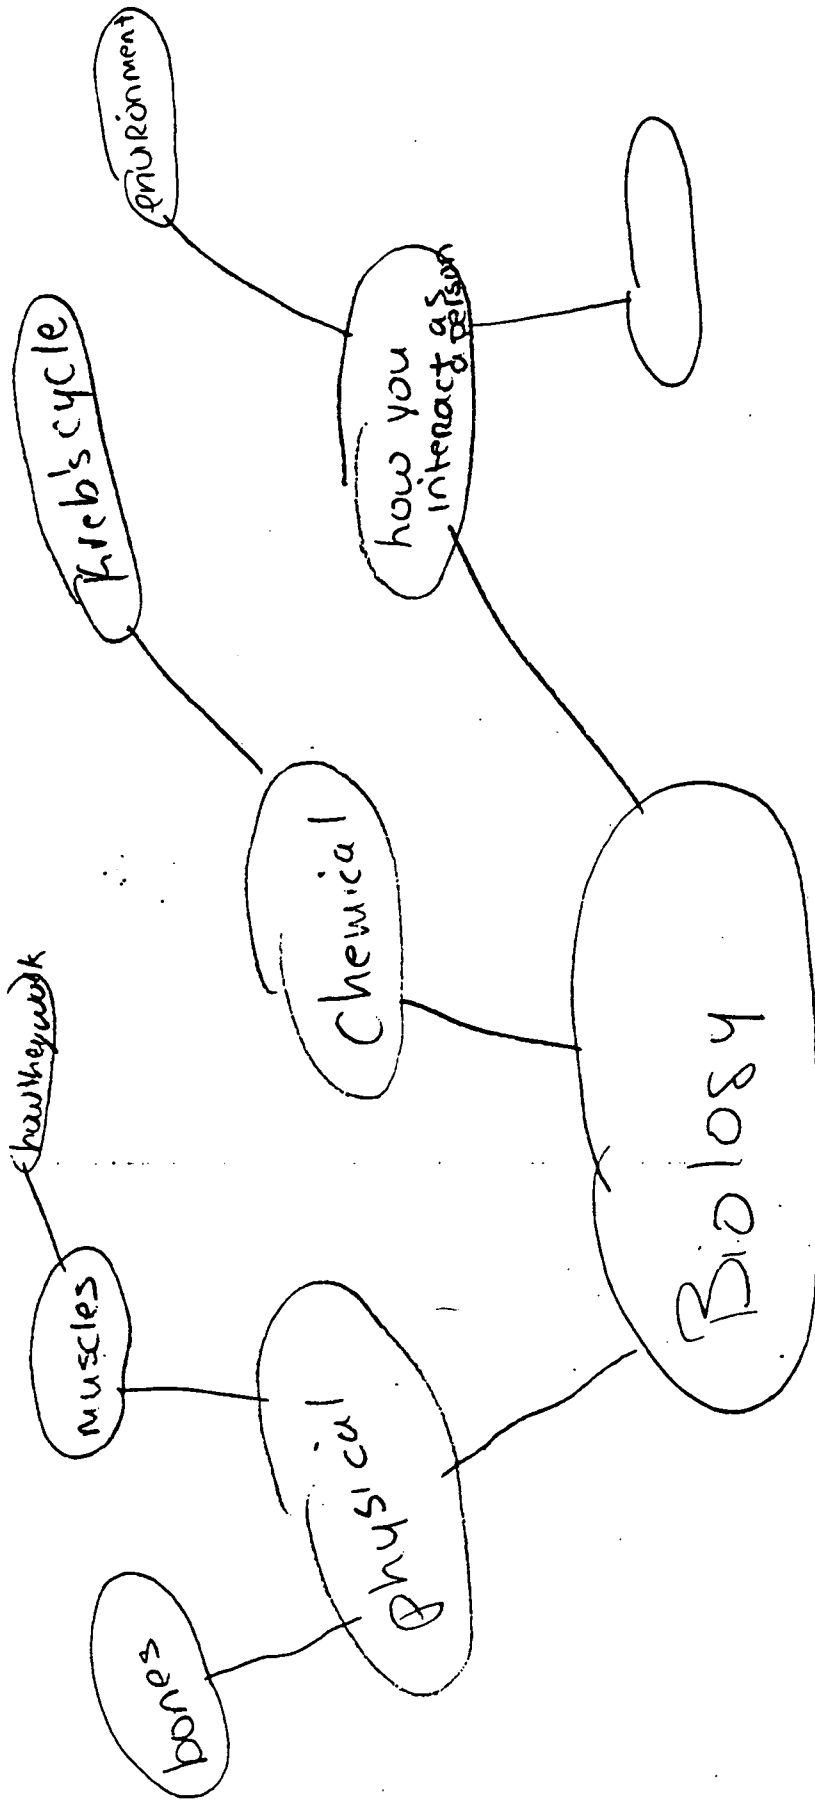 how they work
muscles
bones
Physical
Kreb's cycle
Chemical
environment
how you
interact as
a person
Biology